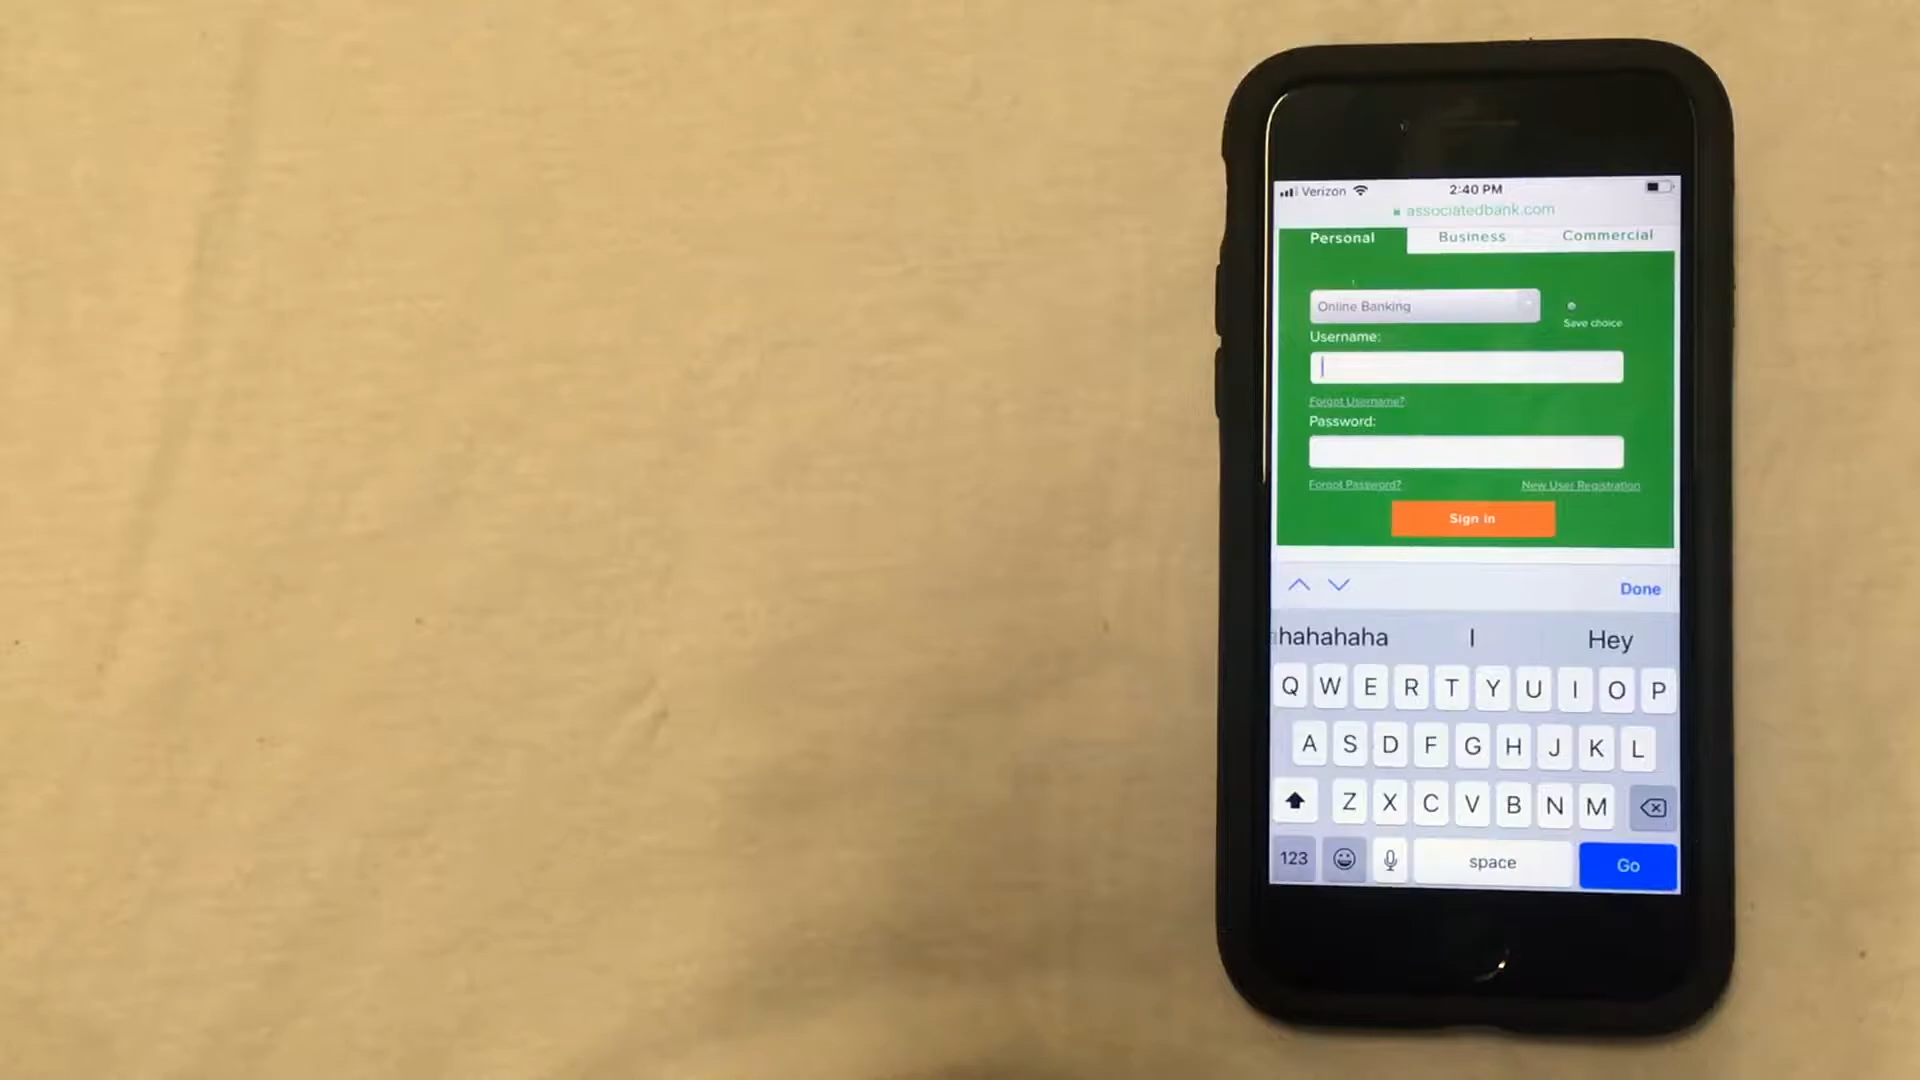 Verizon 2:40 PM
associatedbank.com
Personal Business Commercial
Online Banking
Save choice
Username:
Forgot Username?
Password:
Forgot Password? New User Registration
Sign in
Done
hahahaha I Hey
Q W E R T Y U I O P
A S D F G H J K L
Z X C V B N M
123 space Go